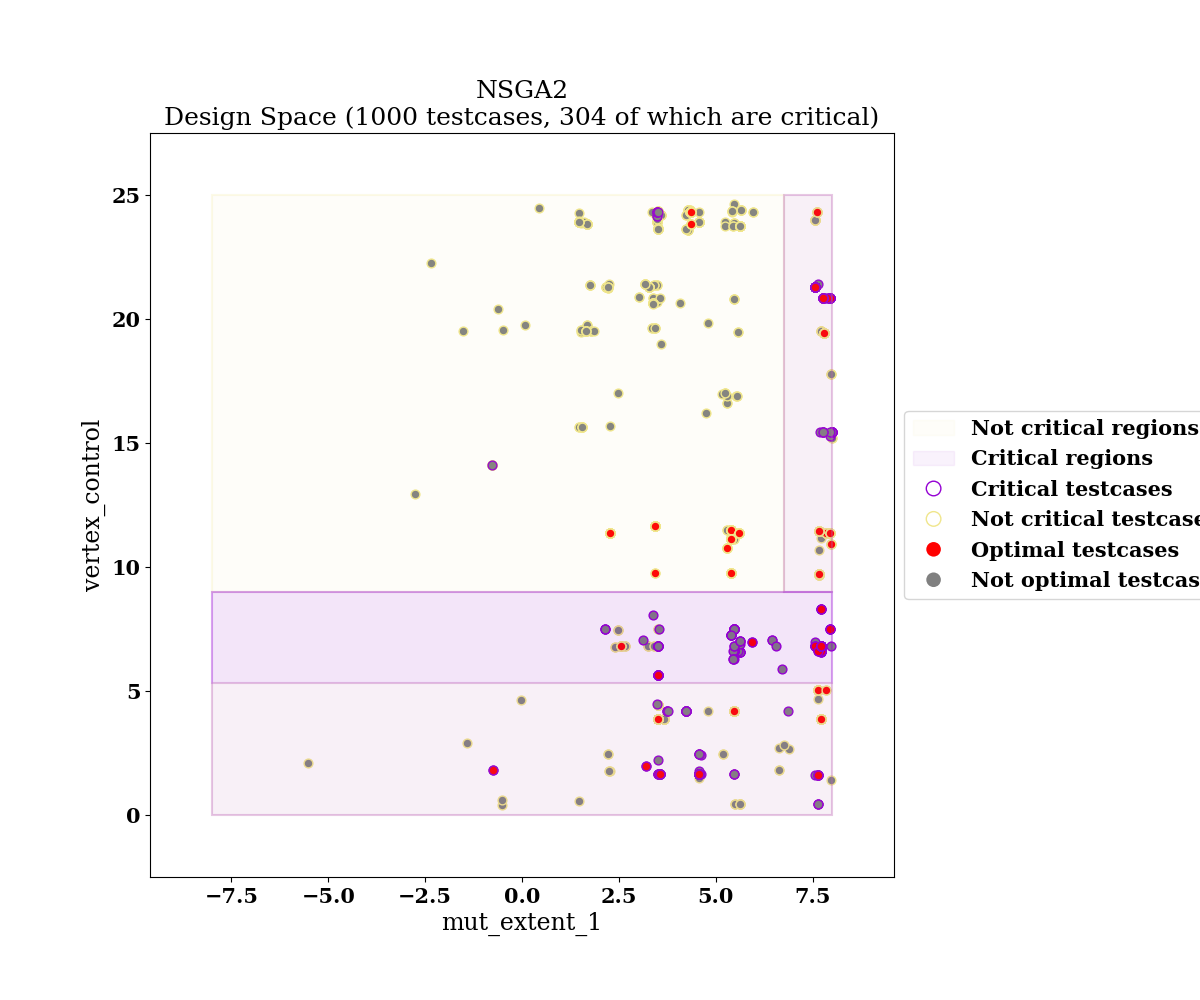 NSGA2
Design Space (1000 testcases, 304 of which are critical)
25
20
15
10
5
0
vertex_control
−7.5 −5.0 −2.5 0.0 2.5 5.0 7.5
mut_extent_1
Not critical regions
Critical regions
Critical testcases
Not critical testcase
Optimal testcases
Not optimal testcas